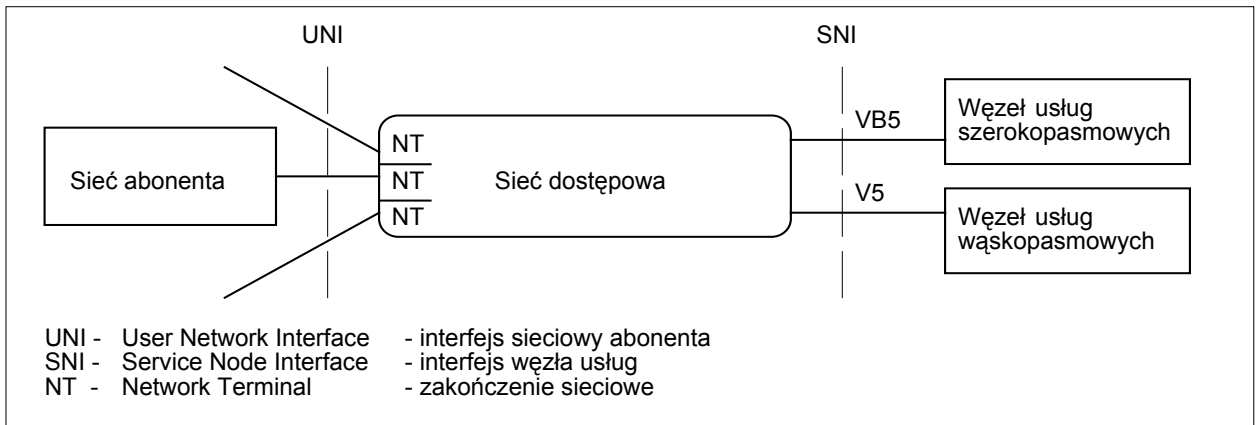 UNI
SNI
VB5
Węzeł usług
szerokopasmowych
NT
Sieć abonenta
NT
Sieć dostępowa
NT
V5
Węzeł usług
wąskopasmowych
UNI - User Network Interface - interfejs sieciowy abonenta
SNI - Service Node Interface - interfejs węzła usług
NT - Network Terminal - zakończenie sieciowe